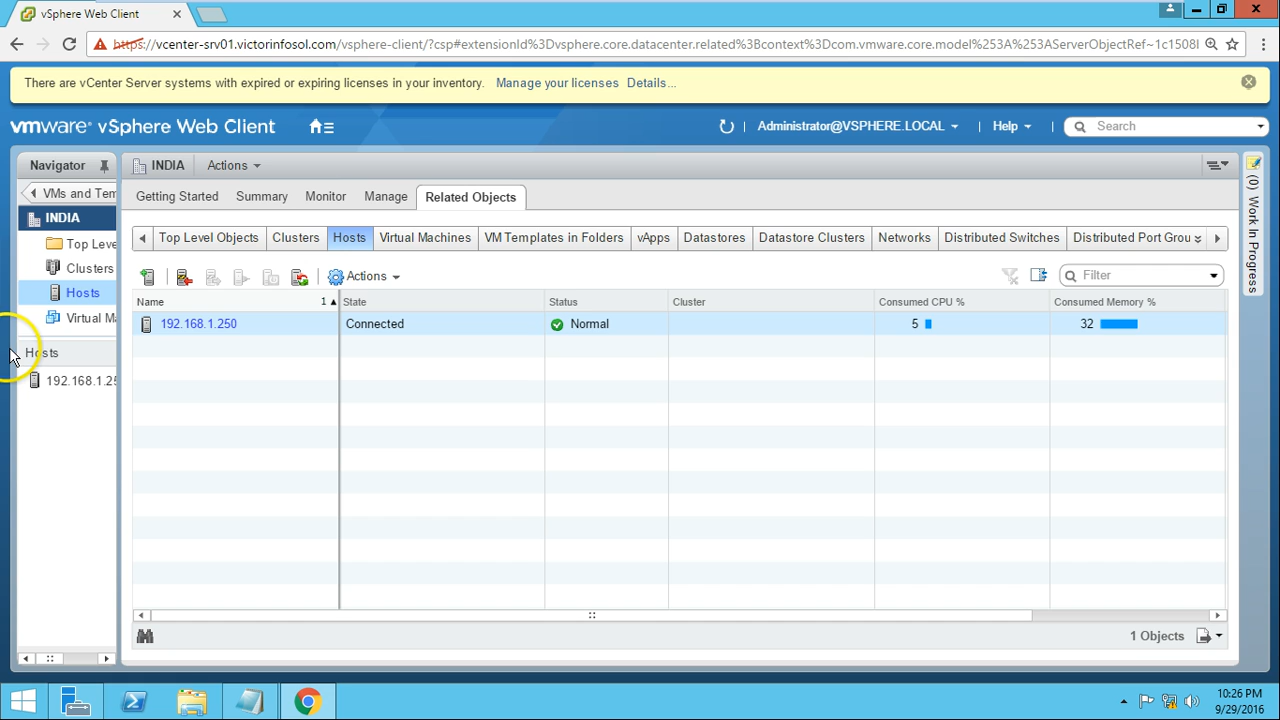 vSphere Web Client
https://vcenter-srv01.victorinfosol.com/vsphere-client/?csp#extensionId%3Dvsphere.core.datacenter.related%3Bcontext%3Dcom.vmware.core.model%253A%253AServerObjectRef~1c1508
There are vCenter Server systems with expired or expiring licenses in your inventory. Manage your licenses Details...
vmware® vSphere Web Client Administrator@VSPHERE.LOCAL Help Search
Navigator INDIA Actions
VMs and Tem Getting Started Summary Monitor Manage Related Objects
INDIA
Top Level Objects Clusters Hosts Virtual Machines VM Templates in Folders vApps Datastores Datastore Clusters Networks Distributed Switches Distributed Port Grou
Top Leve
Clusters Actions Filter
Hosts
Name 1 State Status Cluster Consumed CPU % Consumed Memory %
Virtual M 192.168.1.250 Connected Normal 5 32
Hosts
192.168.1.25
1 Objects
(0) Work In Progress
10:26 PM
9/29/2016